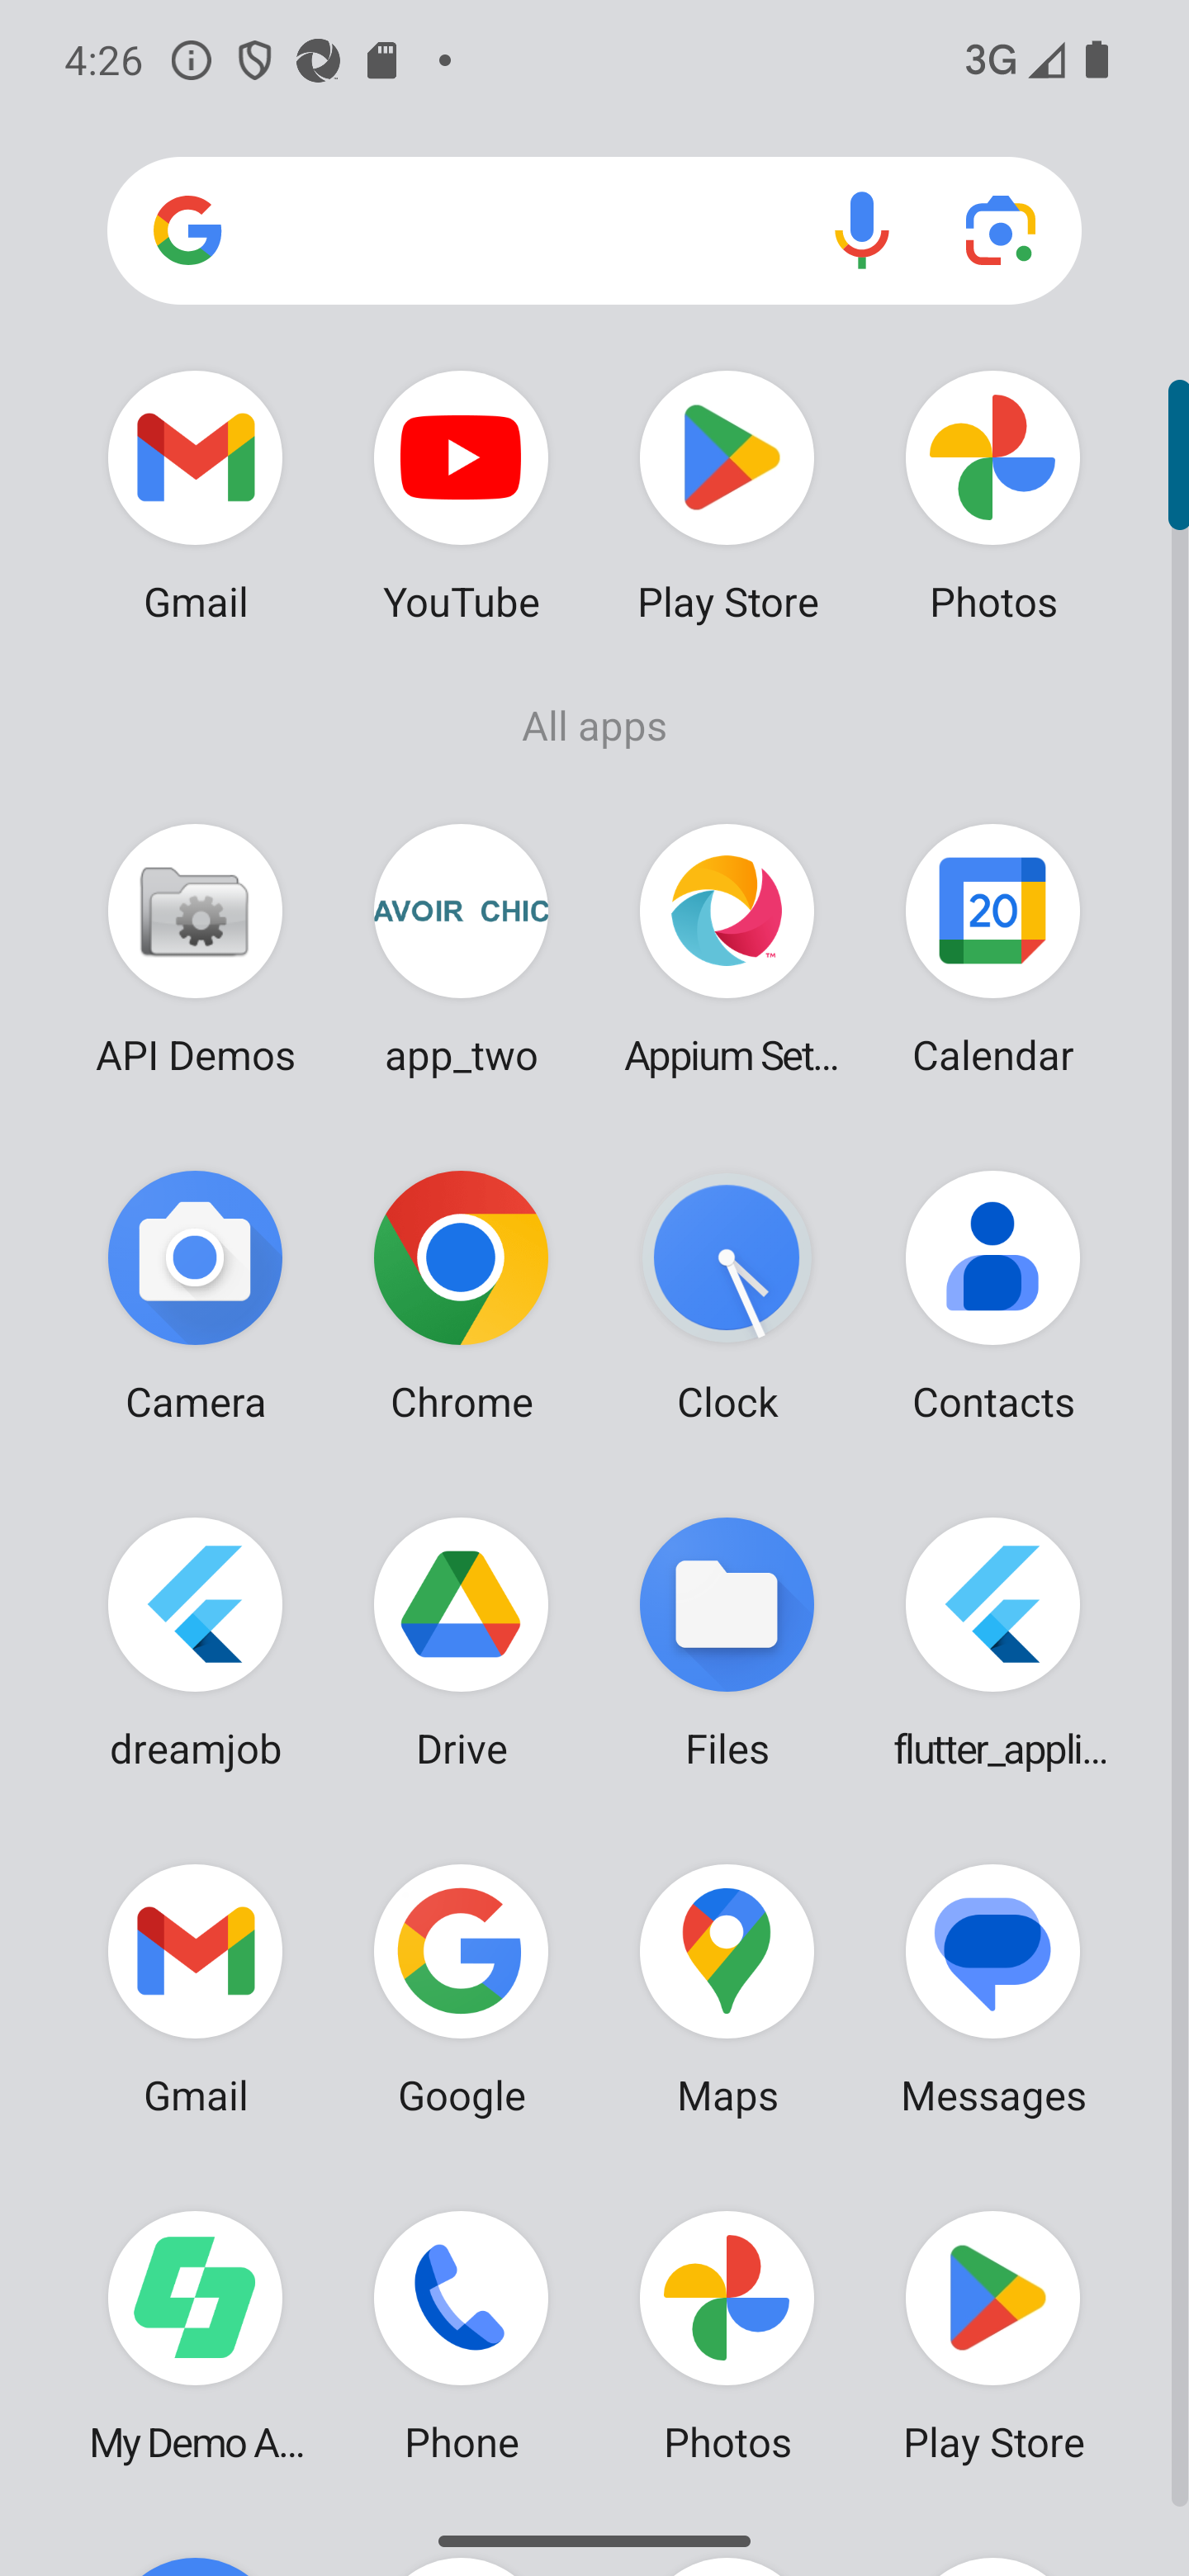 4:26 3G
Gmail YouTube Play Store Photos
All apps
AVOIR CHIC
20
API Demos app_two Appium Set... Calendar
Camera Chrome Clock Contacts
dreamjob Drive Files flutter_appli...
Gmail Google Maps Messages
My Demo A... Phone Photos Play Store